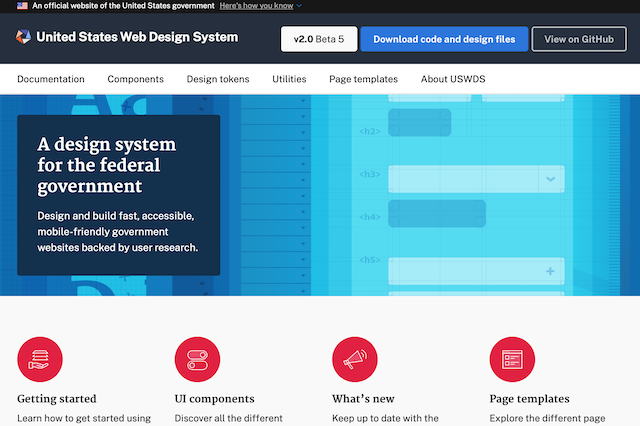 An official website of the United States government Here's how you know
United States Web Design System
v2.0 Beta 5
Download code and design files
View on GitHub
Documentation
Components
Design tokens
Utilities
Page templates
About USWDS
A design system
for the federal
government
Design and build fast, accessible,
mobile-friendly government
websites backed by user research.
<h2>
<h3>
<h4>
<h5>
Getting started
Learn how to get started using
UI components
Discover all the different
What's new
Keep up to date with the
Page templates
Explore the different page